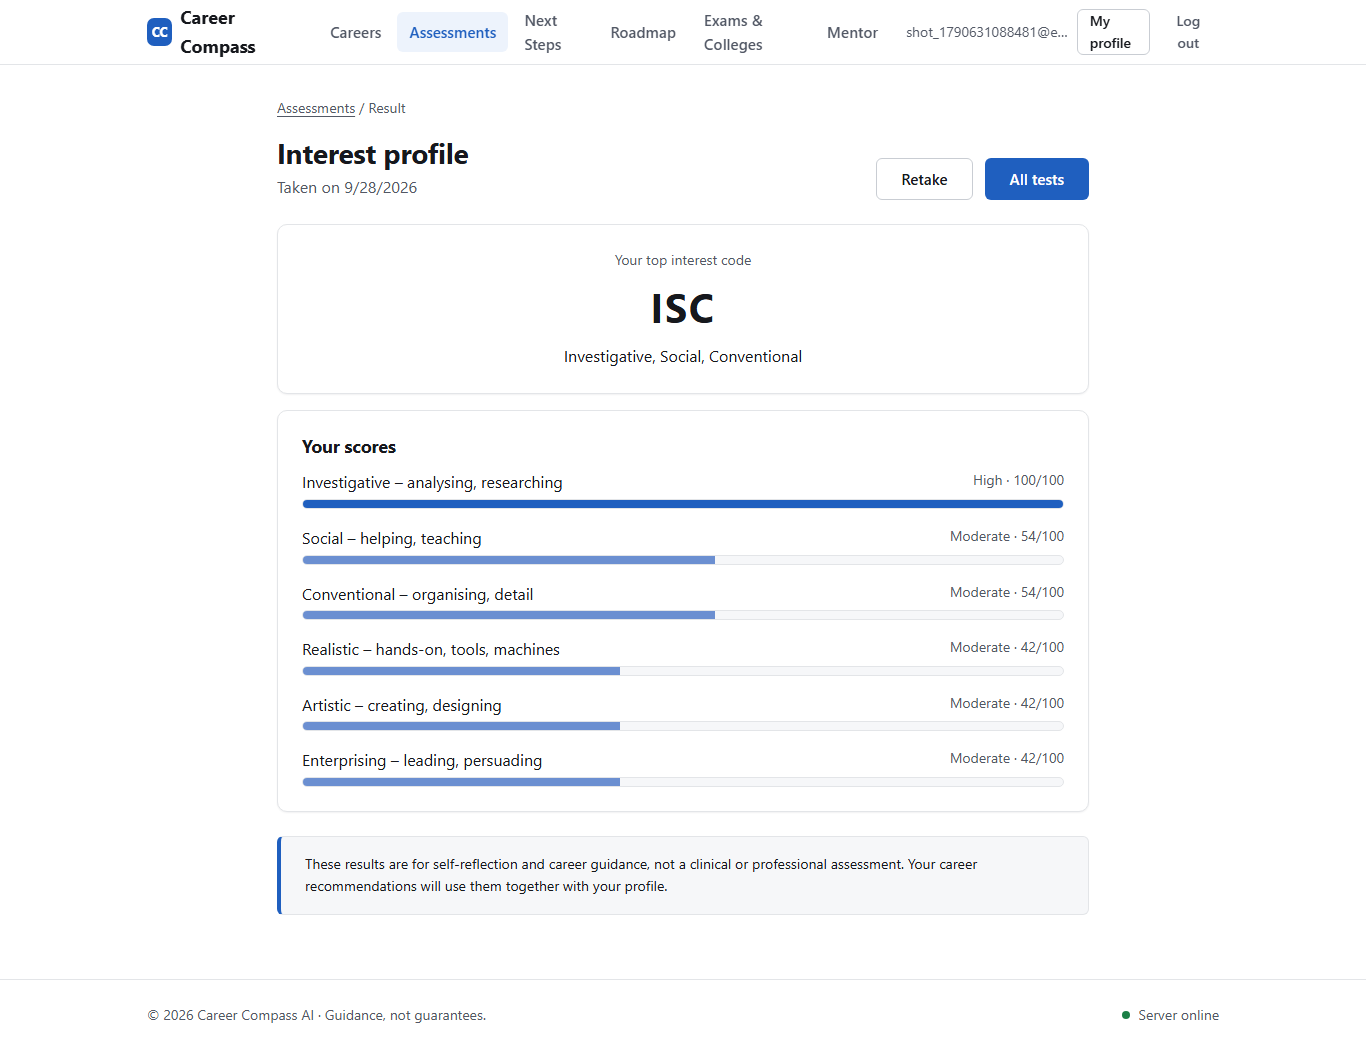 CC
Career
Compass
Careers
Assessments
Next
Steps
Roadmap
Exams &
Colleges
Mentor
shot_1790631088481@e...
My
profile
Log
out
Assessments / Result
Interest profile
Taken on 9/28/2026
Retake
All tests
Your top interest code
ISC
Investigative, Social, Conventional
Your scores
Investigative – analysing, researching
High · 100/100
Social – helping, teaching
Moderate · 54/100
Conventional – organising, detail
Moderate · 54/100
Realistic – hands-on, tools, machines
Moderate · 42/100
Artistic – creating, designing
Moderate · 42/100
Enterprising – leading, persuading
Moderate · 42/100
These results are for self-reflection and career guidance, not a clinical or professional assessment. Your career
recommendations will use them together with your profile.
© 2026 Career Compass AI · Guidance, not guarantees.
Server online